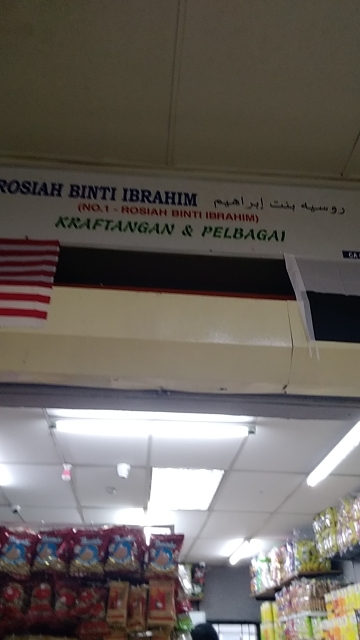 ROSIAH BINTI IBRAHIM روسيه بنت إبراهيم
(NO.1 - ROSIAH BINTI IBRAHIM)
KRAFTANGAN & PELBAGAI